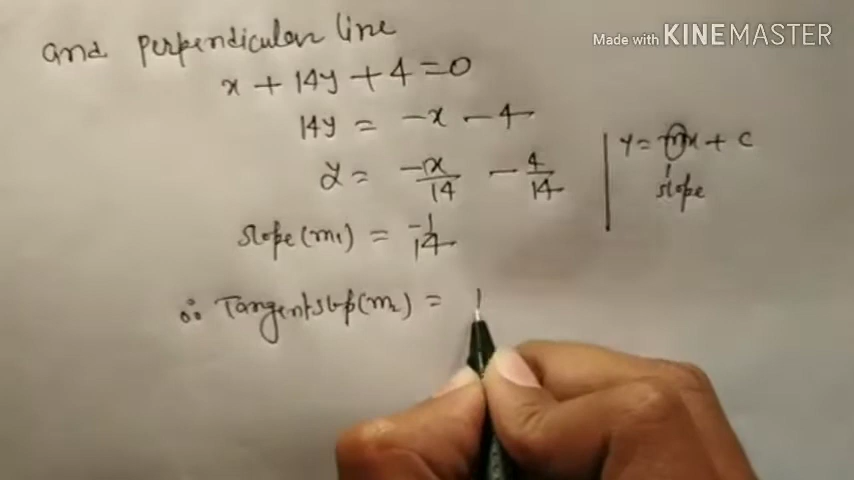 Made with KINEMASTER
and perpendicular line
x + 14y + 4 = 0
14y = -x - 4
y = -x/14 - 4/14
y = mx + c
slope
slope(m1) = -1/14
∴ Tangent slop(m2) = 1